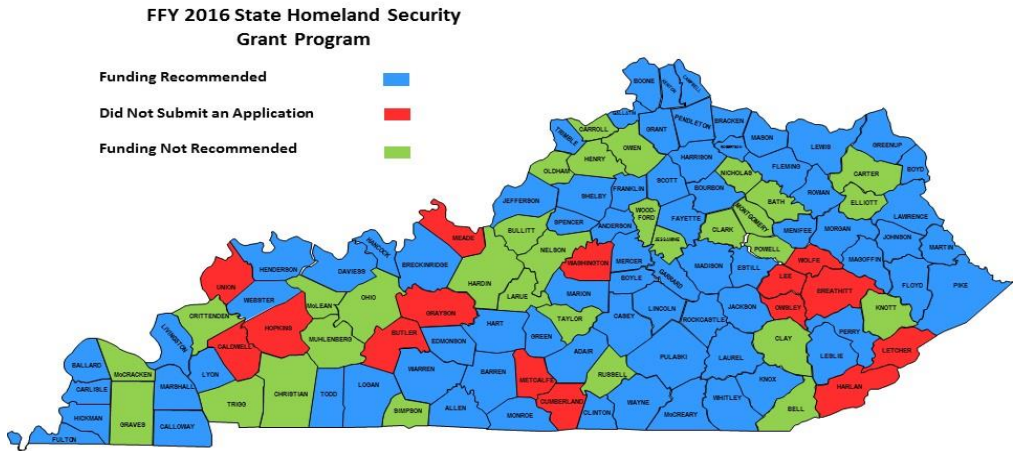 FFY 2016 State Homeland Security
Grant Program
Funding Recommended
Did Not Submit an Application
Funding Not Recommended
BOONE
CAMPBELL
GRANT
PENDLETON
BRACKEN
MASON
LEWIS
GREENUP
TRIMBLE
CARROLL
OWEN
HARRISON
FLEMING
CARTER
BOYD
OLDHAM
HENRY
NICHOLAS
ROWAN
ELLIOTT
JEFFERSON
SHELBY
FRANKLIN
SCOTT
BOURBON
BATH
LAWRENCE
SPENCER
ANDERSON
WOOD-
FORD
FAYETTE
CLARK
MONTGOMERY
MENIFEE
MORGAN
JOHNSON
MARTIN
MEADE
BULLITT
NELSON
POWELL
WOLFE
MAGOFFIN
HANCOCK
BRECKINRIDGE
WASHINGTON
MERCER
BOYLE
GARRARD
MADISON
ESTILL
LEE
BREATHITT
FLOYD
PIKE
UNION
HENDERSON
DAVIESS
HARDIN
LARUE
MARION
LINCOLN
JACKSON
KNOTT
WEBSTER
McLEAN
OHIO
GRAYSON
TAYLOR
CASEY
ROCKCASTLE
PERRY
CRITTENDEN
HOPKINS
MUHLENBERG
BUTLER
EDMONSON
HART
GREEN
ADAIR
PULASKI
LAUREL
CLAY
LESLIE
LETCHER
LIVINGSTON
CALDWELL
LYON
WARREN
BARREN
METCALFE
RUSSELL
KNOX
HARLAN
BALLARD
McCRACKEN
MARSHALL
TRIGG
CHRISTIAN
TODD
LOGAN
SIMPSON
ALLEN
MONROE
CUMBERLAND
CLINTON
WAYNE
McCREARY
WHITLEY
BELL
CARLISLE
HICKMAN
GRAVES
CALLOWAY
FULTON